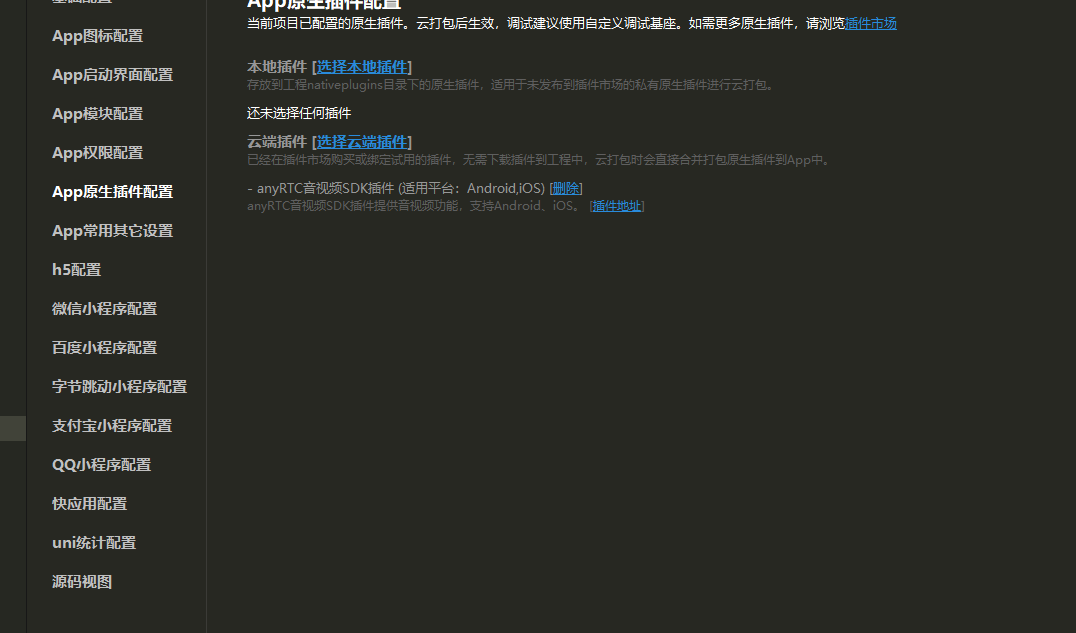 App图标配置
App启动界面配置
App模块配置
App权限配置
App原生插件配置
App常用其它设置
h5配置
微信小程序配置
百度小程序配置
字节跳动小程序配置
支付宝小程序配置
QQ小程序配置
快应用配置
uni统计配置
源码视图
App原生插件配置
当前项目已配置的原生插件。云打包后生效，调试建议使用自定义调试基座。如需更多原生插件，请浏览插件市场
本地插件 [选择本地插件]
存放到工程nativeplugins目录下的原生插件，适用于未发布到插件市场的私有原生插件进行云打包。
还未选择任何插件
云端插件 [选择云端插件]
已经在插件市场购买或绑定试用的插件，无需下载插件到工程中，云打包时会直接合并打包原生插件到App中。
- anyRTC音视频SDK插件 (适用平台：Android,iOS) [删除]
anyRTC音视频SDK插件提供音视频功能，支持Android、iOS。 [插件地址]